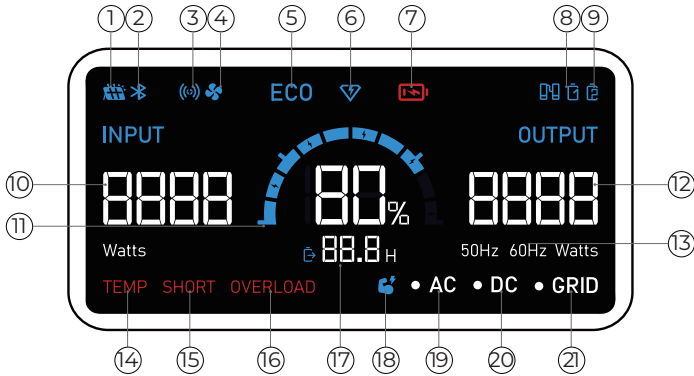 ① ② ③ ④ ⑤ ⑥ ⑦ ⑧ ⑨
ECO
INPUT OUTPUT
⑩ 8888 80% 8888 ⑫
⑪
Watts 88.8 H 50Hz 60Hz Watts ⑬
TEMP SHORT OVERLOAD • AC • DC • GRID
⑭ ⑮ ⑯ ⑰ ⑱ ⑲ ⑳ ㉑